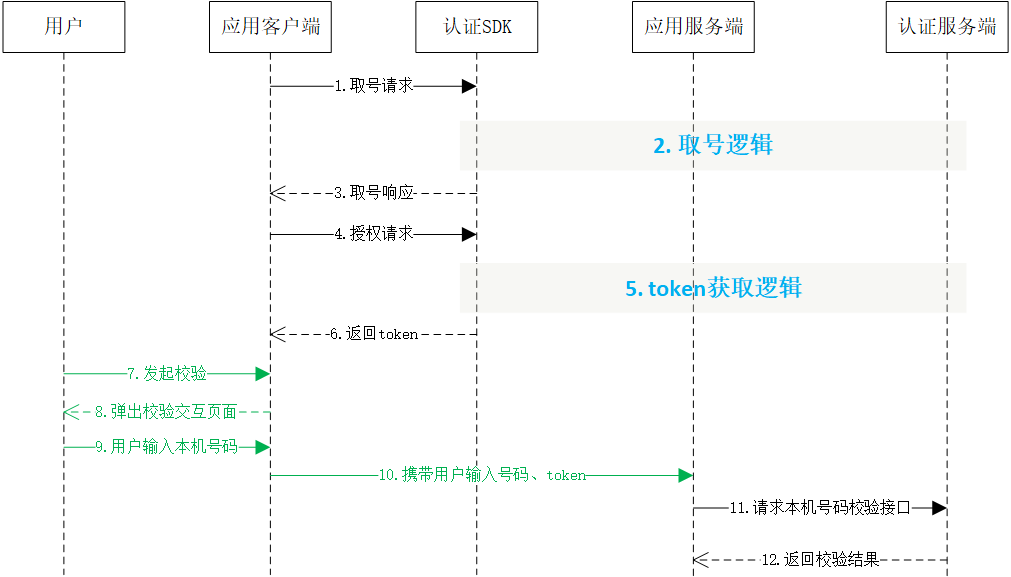 用户
应用客户端
认证SDK
应用服务端
认证服务端
1.取号请求
2. 取号逻辑
3.取号响应
4.授权请求
5. token获取逻辑
6.返回token
7.发起校验
8.弹出校验交互页面
9.用户输入本机号码
10.携带用户输入号码、token
11.请求本机号码校验接口
12.返回校验结果